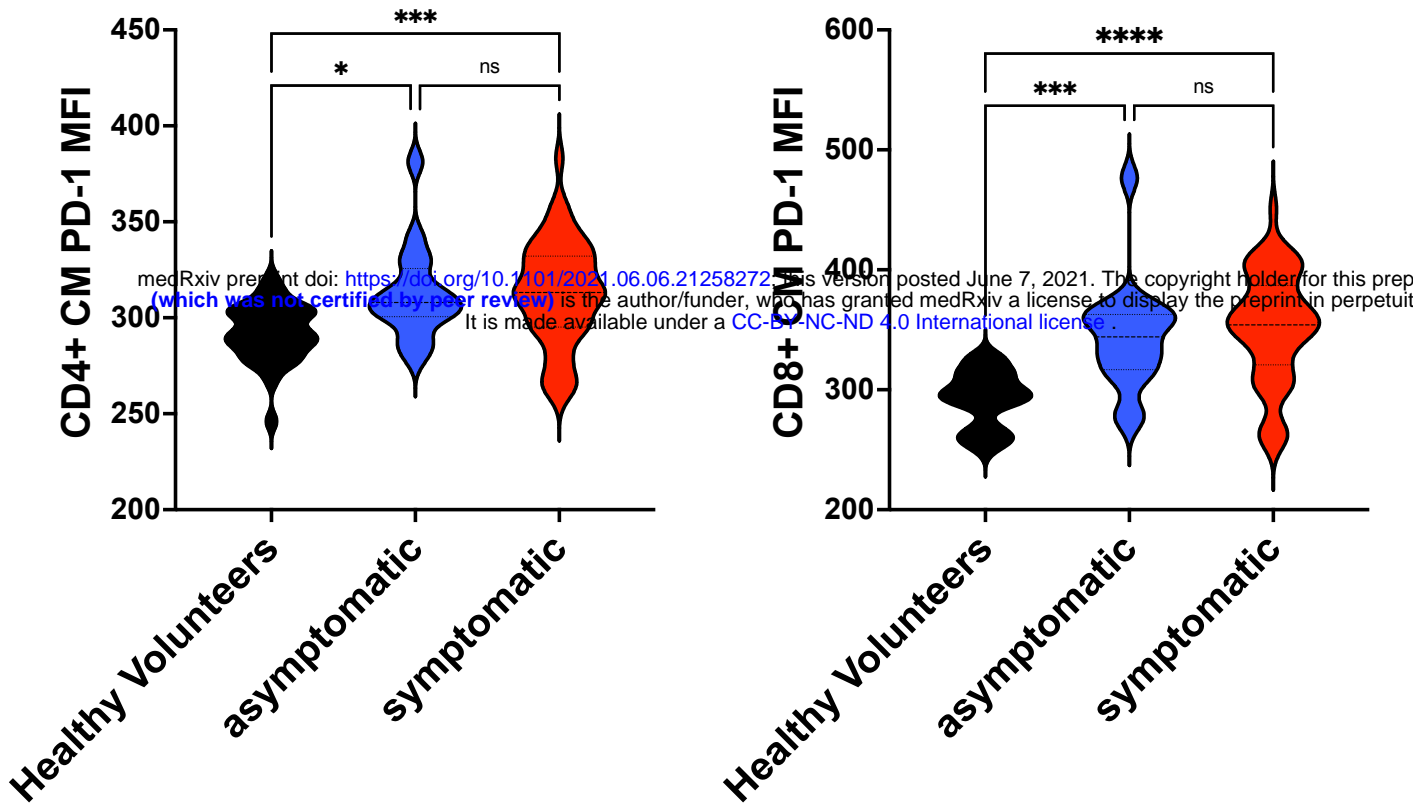 450
***
400
*
ns
350
300
250
200
CD4+ CM PD-1 MFI
Healthy Volunteers
asymptomatic
symptomatic
600
****
500
***
ns
400
300
200
CD8+ CM PD-1 MFI
Healthy Volunteers
asymptomatic
symptomatic
medRxiv preprint doi: https://doi.org/10.1101/2021.06.06.21258272; this version posted June 7, 2021. The copyright holder for this prep
(which was not certified by peer review) is the author/funder, who has granted medRxiv a license to display the preprint in perpetuit
It is made available under a CC-BY-NC-ND 4.0 International license .